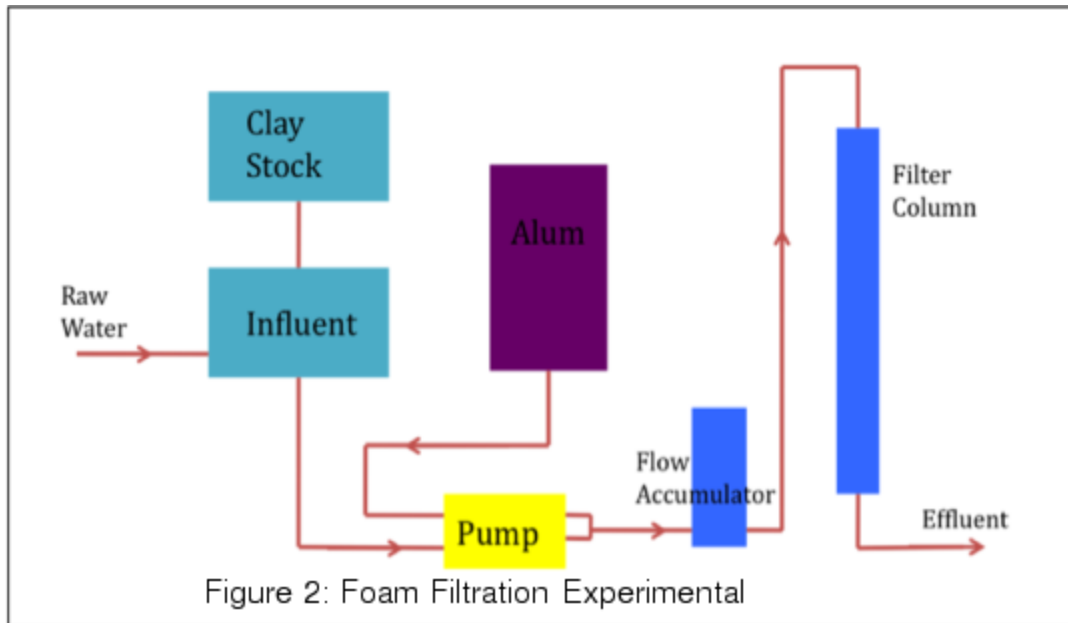 Clay
Stock
Alum
Filter
Column
Raw
Water
Influent
Flow
Accumulator
Pump
Effluent
Figure 2: Foam Filtration Experimental